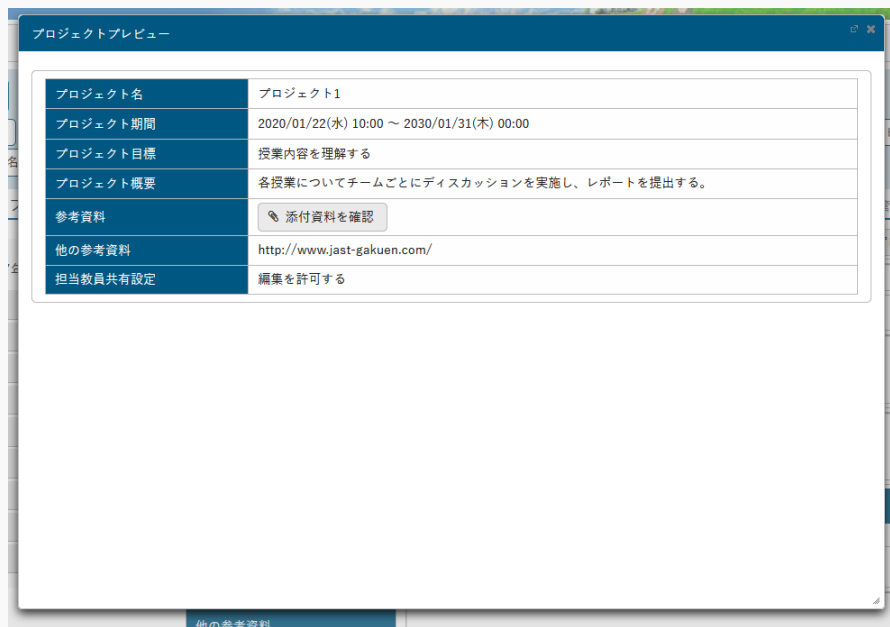 プロジェクトプレビュー
プロジェクト名 プロジェクト1
プロジェクト期間 2020/01/22(水) 10:00 ～ 2030/01/31(木) 00:00
プロジェクト目標 授業内容を理解する
プロジェクト概要 各授業についてチームごとにディスカッションを実施し、レポートを提出する。
参考資料 添付資料を確認
他の参考資料 http://www.jast-gakuen.com/
担当教員共有設定 編集を許可する
他の参考資料